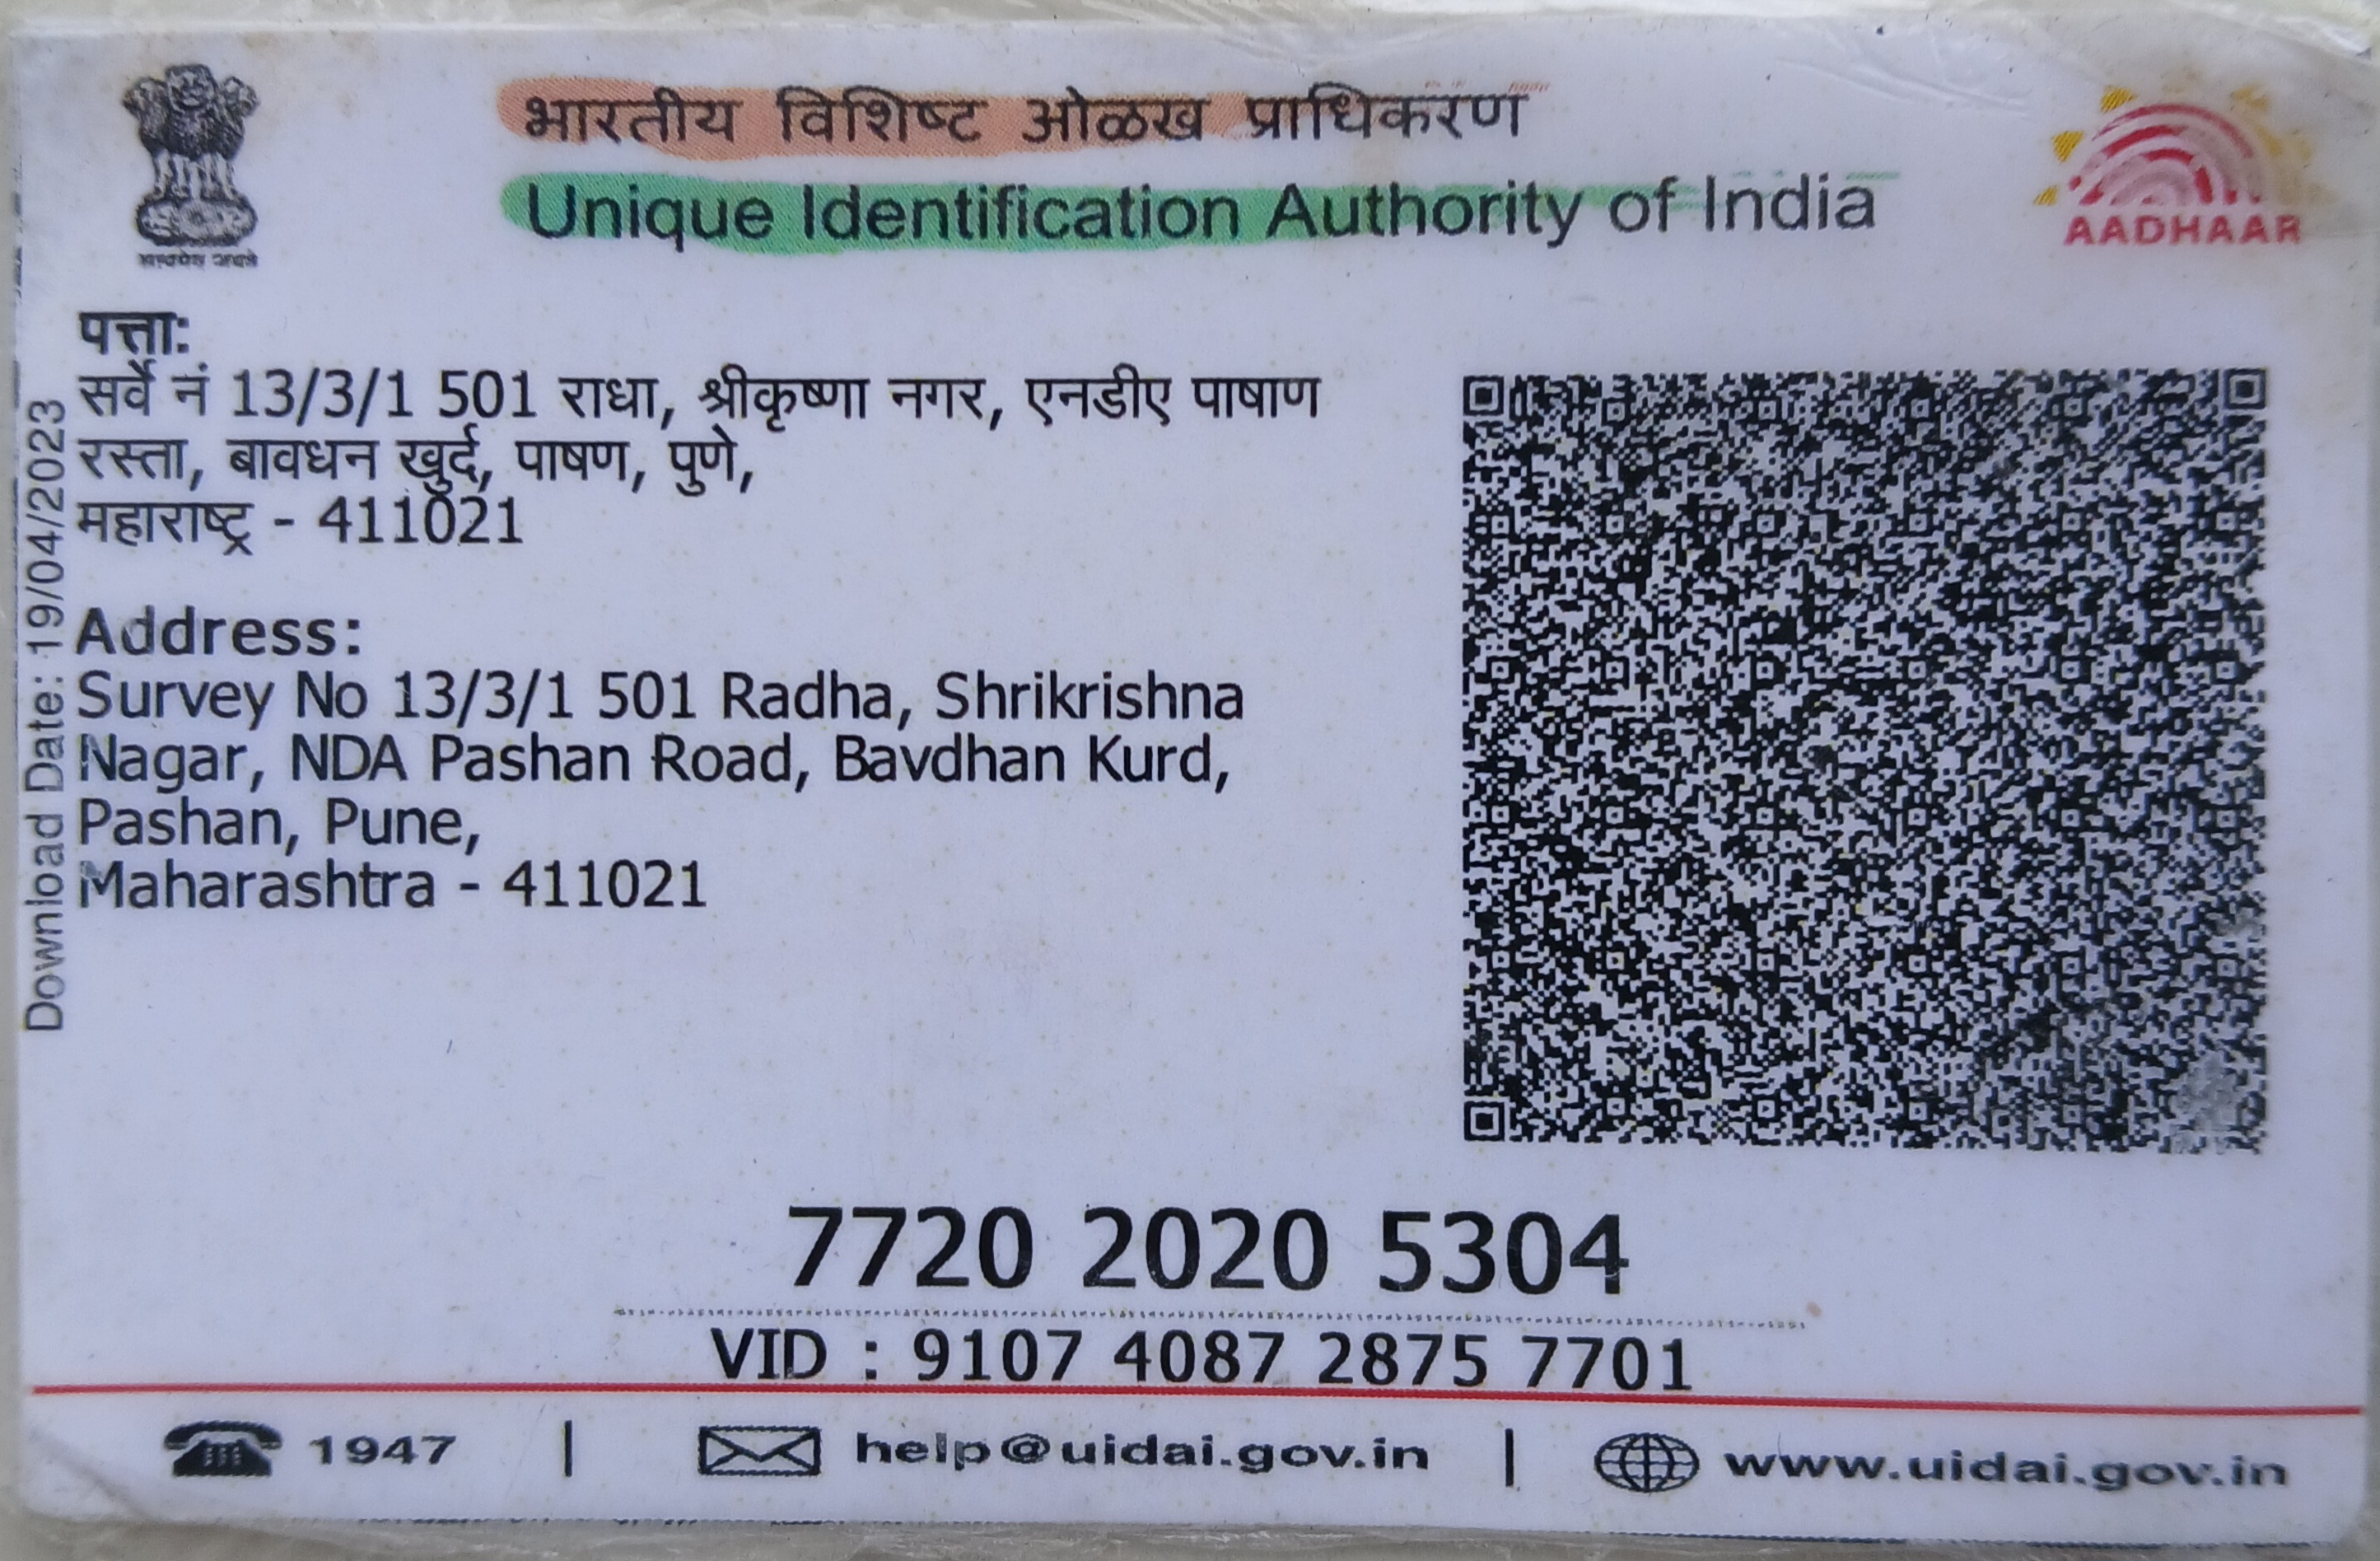 भारतीय विशिष्ट ओळख प्राधिकरण
Unique Identification Authority of India
AADHAAR
सत्यमेव जयते
पत्ता:
सर्वे नं 13/3/1 501 राधा, श्रीकृष्णा नगर, एनडीए पाषाण
रस्ता, बावधन खुर्द, पाषण, पुणे,
महाराष्ट्र - 411021
Address:
Survey No 13/3/1 501 Radha, Shrikrishna
Nagar, NDA Pashan Road, Bavdhan Kurd,
Pashan, Pune,
Maharashtra - 411021
Download Date: 19/04/2023
7720 2020 5304
VID : 9107 4087 2875 7701
1947 | help@uidai.gov.in | www.uidai.gov.in